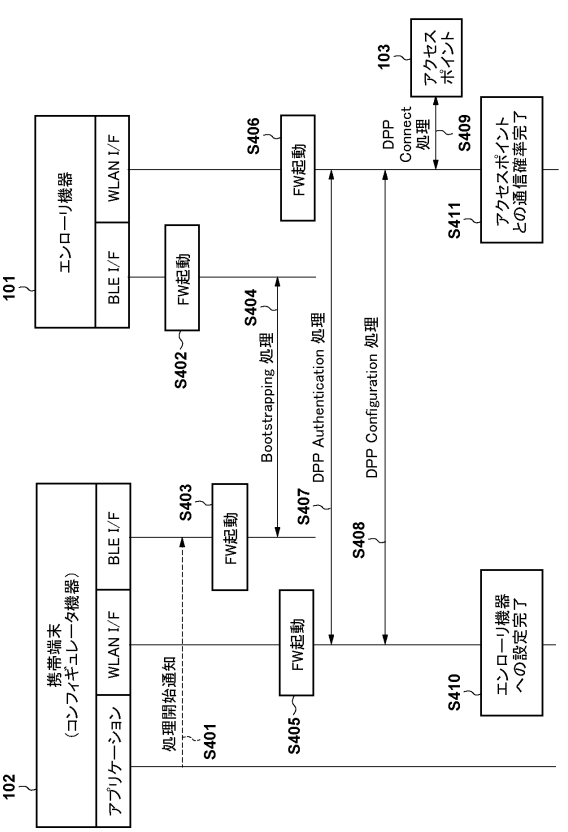 102
携帯端末
(コンフィギュレータ機器)
アプリケーション
WLAN I/F
BLE I/F
101
エンローリ機器
BLE I/F
WLAN I/F
処理開始通知
S401
FW起動
S402
FW起動
S403
Bootstrapping 処理
S404
FW起動
S405
FW起動
S406
DPP Authentication 処理
S407
DPP Configuration 処理
S408
103
アクセス
ポイント
DPP
Connect
処理
S409
エンローリ機器
への設定完了
S410
アクセスポイント
との通信確率完了
S411